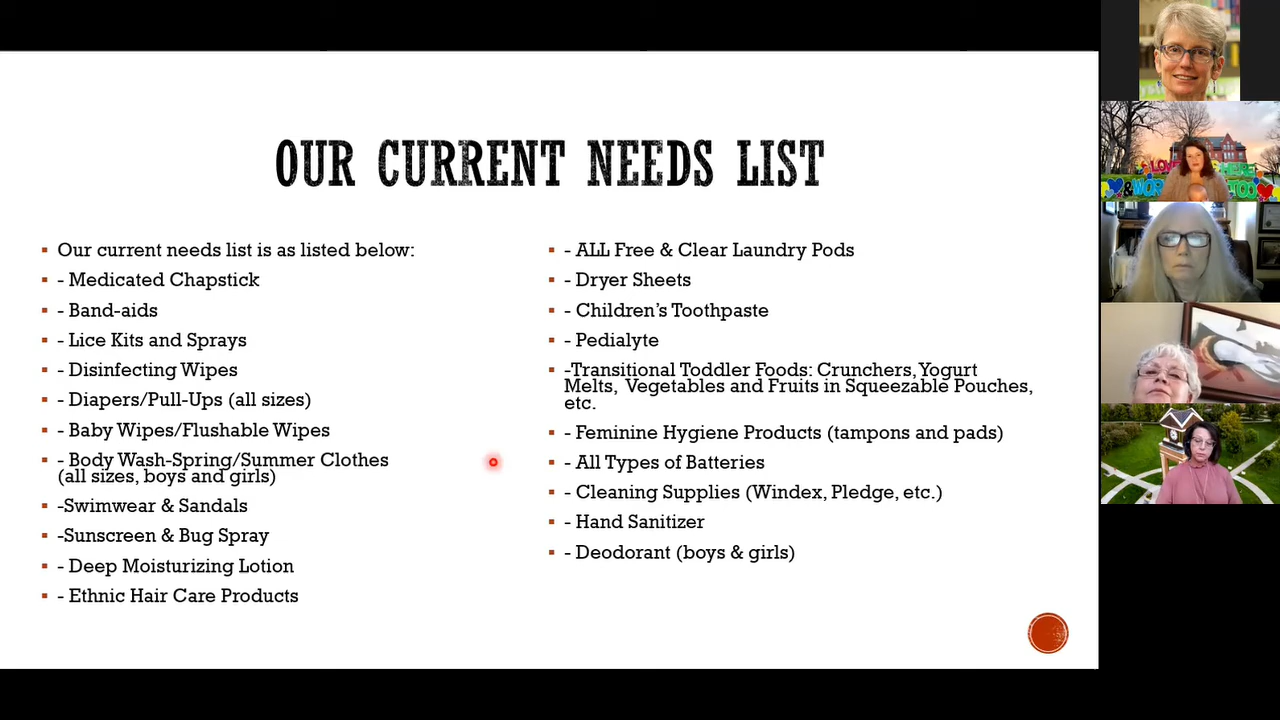 OUR CURRENT NEEDS LIST
Our current needs list is as listed below:
- Medicated Chapstick
- Band-aids
- Lice Kits and Sprays
- Disinfecting Wipes
- Diapers/Pull-Ups (all sizes)
- Baby Wipes/Flushable Wipes
- Body Wash-Spring/Summer Clothes
(all sizes, boys and girls)
-Swimwear & Sandals
-Sunscreen & Bug Spray
- Deep Moisturizing Lotion
- Ethnic Hair Care Products
- ALL Free & Clear Laundry Pods
- Dryer Sheets
- Children's Toothpaste
- Pedialyte
-Transitional Toddler Foods: Crunchers, Yogurt
Melts, Vegetables and Fruits in Squeezable Pouches,
etc.
- Feminine Hygiene Products (tampons and pads)
- All Types of Batteries
- Cleaning Supplies (Windex, Pledge, etc.)
- Hand Sanitizer
- Deodorant (boys & girls)
TOO